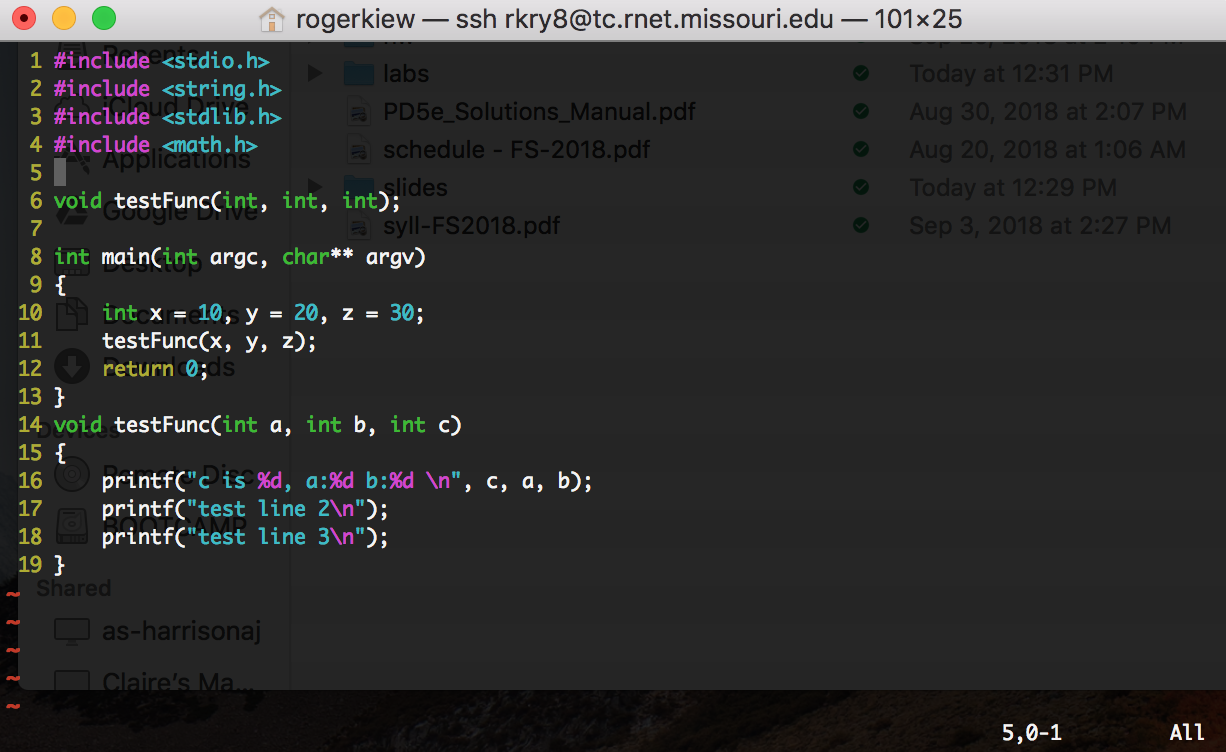 rogerkiew — ssh rkry8@tc.rnet.missouri.edu — 101×25
1 #include <stdio.h>
2 #include <string.h>
3 #include <stdlib.h>
4 #include <math.h>
5
6 void testFunc(int, int, int);
7
8 int main(int argc, char** argv)
9 {
10     int x = 10, y = 20, z = 30;
11     testFunc(x, y, z);
12     return 0;
13 }
14 void testFunc(int a, int b, int c)
15 {
16     printf("c is %d, a:%d b:%d \n", c, a, b);
17     printf("test line 2\n");
18     printf("test line 3\n");
19 }
~
~
~
~
~
5,0-1 All
Recents
iCloud Drive
Applications
Google Drive
Desktop
Documents
Downloads
Devices
Remote Disc
BOOTCAMP
Shared
as-harrisonaj
Claire's Ma...
labs Today at 12:31 PM
PD5e_Solutions_Manual.pdf Aug 30, 2018 at 2:07 PM
schedule - FS-2018.pdf Aug 20, 2018 at 1:06 AM
slides Today at 12:29 PM
syll-FS2018.pdf Sep 3, 2018 at 2:27 PM